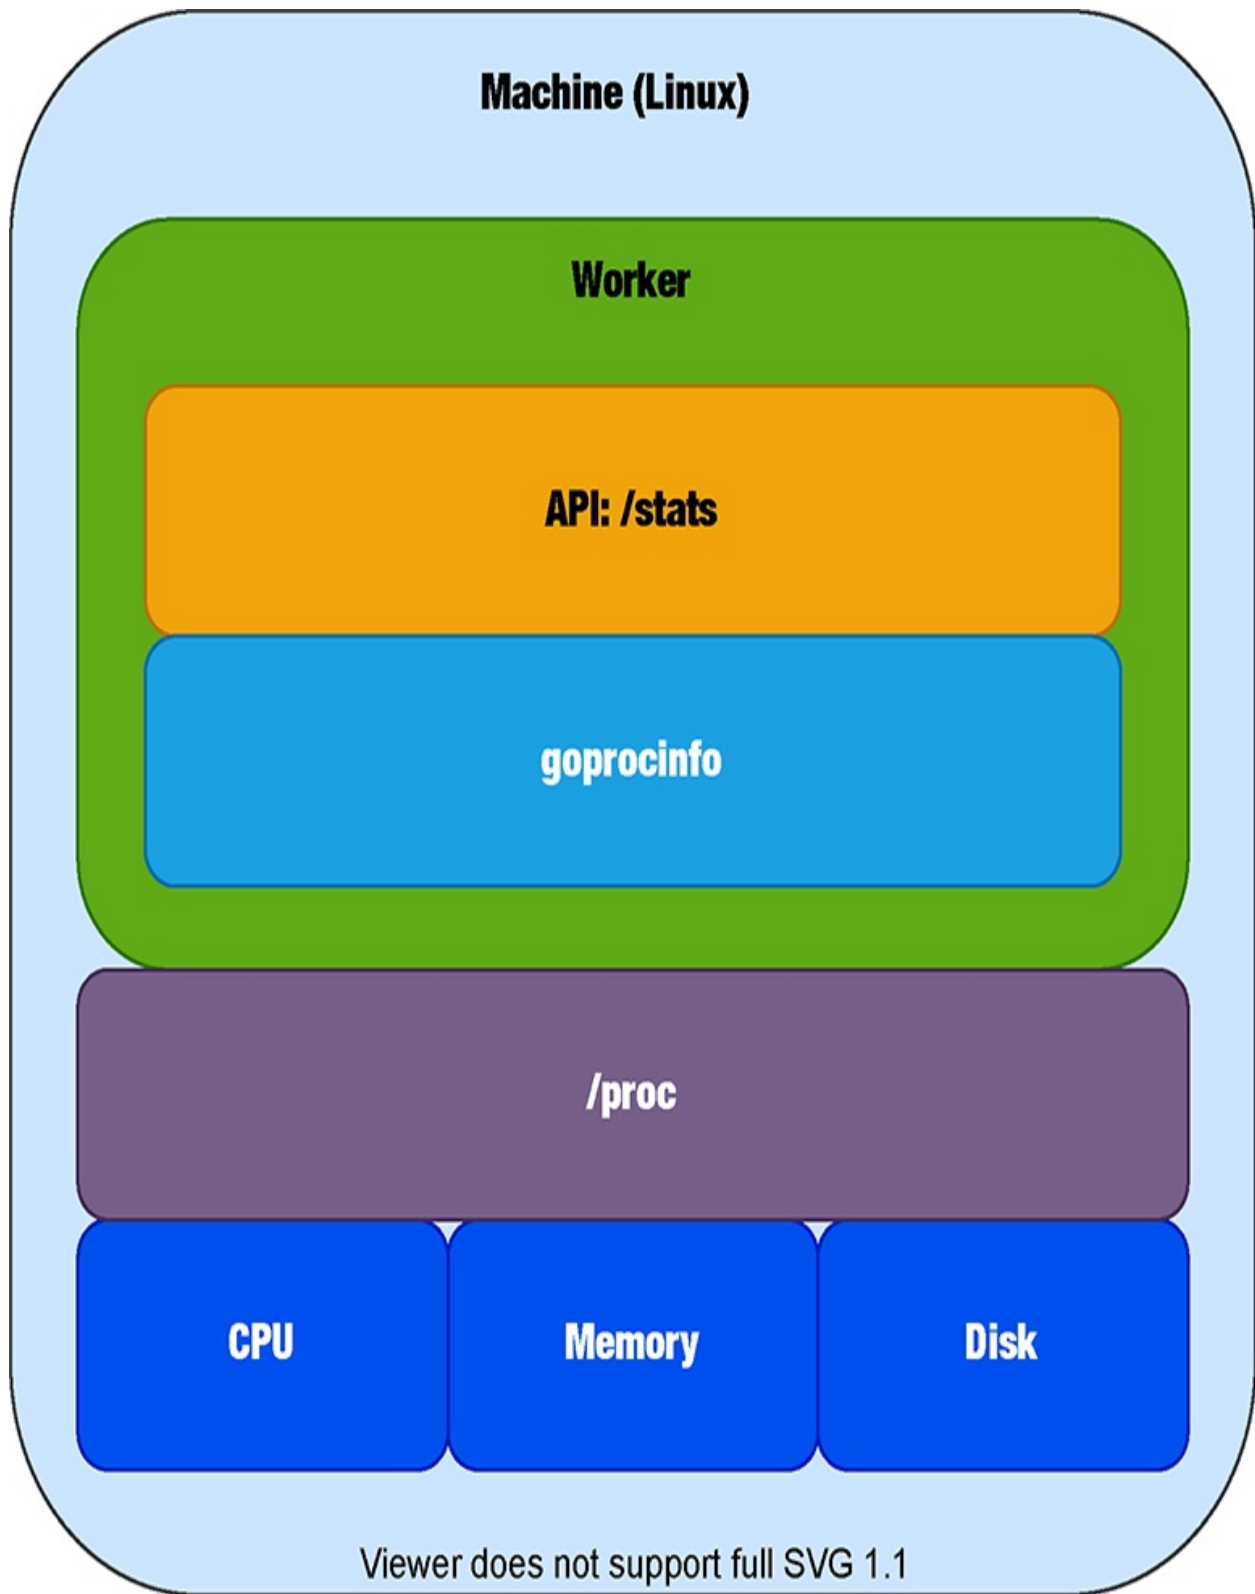 Machine (Linux)
Worker
API: /stats
goprocinfo
/proc
CPU
Memory
Disk
Viewer does not support full SVG 1.1